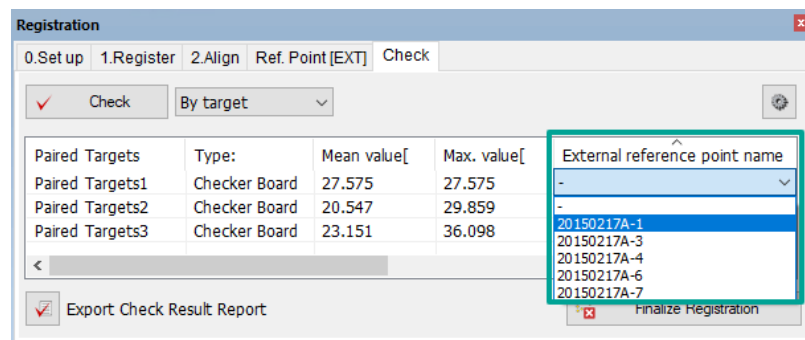 Registration
0.Set up 1.Register 2.Align Ref. Point [EXT] Check
Check By target
Paired Targets Type: Mean value[ Max. value[ External reference point name
Paired Targets1 Checker Board 27.575 27.575 -
Paired Targets2 Checker Board 20.547 29.859 -
Paired Targets3 Checker Board 23.151 36.098 20150217A-1
20150217A-3
20150217A-4
20150217A-6
20150217A-7
Export Check Result Report Finalize Registration